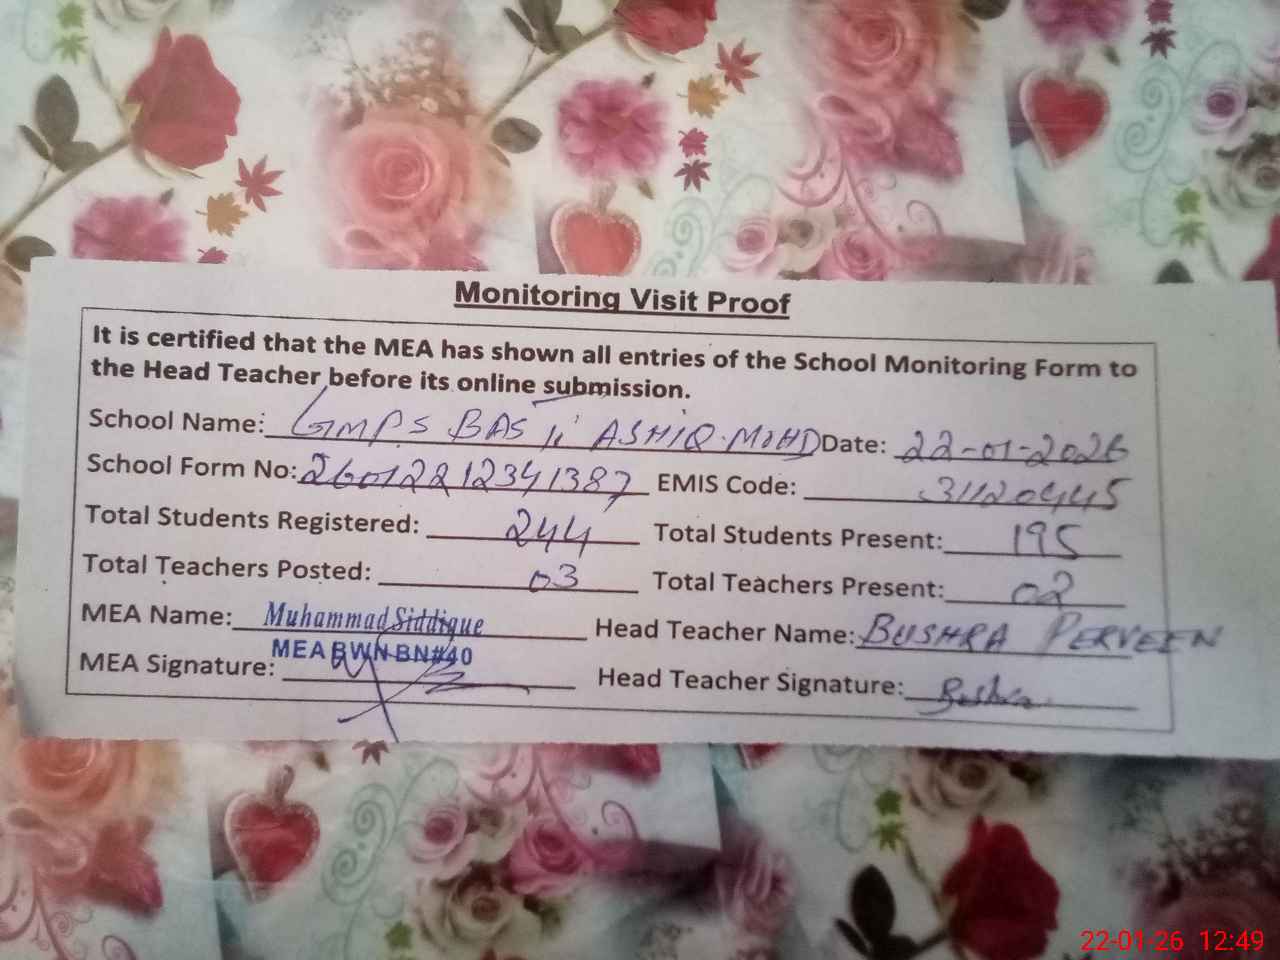 Monitoring Visit Proof
It is certified that the MEA has shown all entries of the School Monitoring Form to
the Head Teacher before its online submission.
School Name: GMPS BASTI ASHIQ MOHD Date: 22-01-2026
School Form No: 26012212341387 EMIS Code: 31120445
Total Students Registered: 244 Total Students Present: 195
Total Teachers Posted: 03 Total Teachers Present: 02
MEA Name: Muhammad Siddique Head Teacher Name: BUSHRA PERVEEN
MEA BWN-BN#40
MEA Signature: Head Teacher Signature: Bushra
22-01-26 12:49